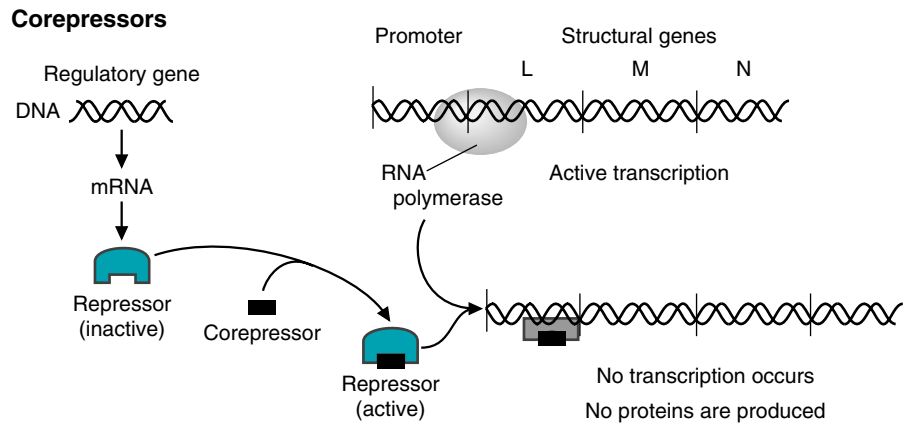 Corepressors
Promoter
Structural genes
L M N
Regulatory gene
DNA
mRNA
RNA
polymerase
Active transcription
Repressor
(inactive)
Corepressor
Repressor
(active)
No transcription occurs
No proteins are produced